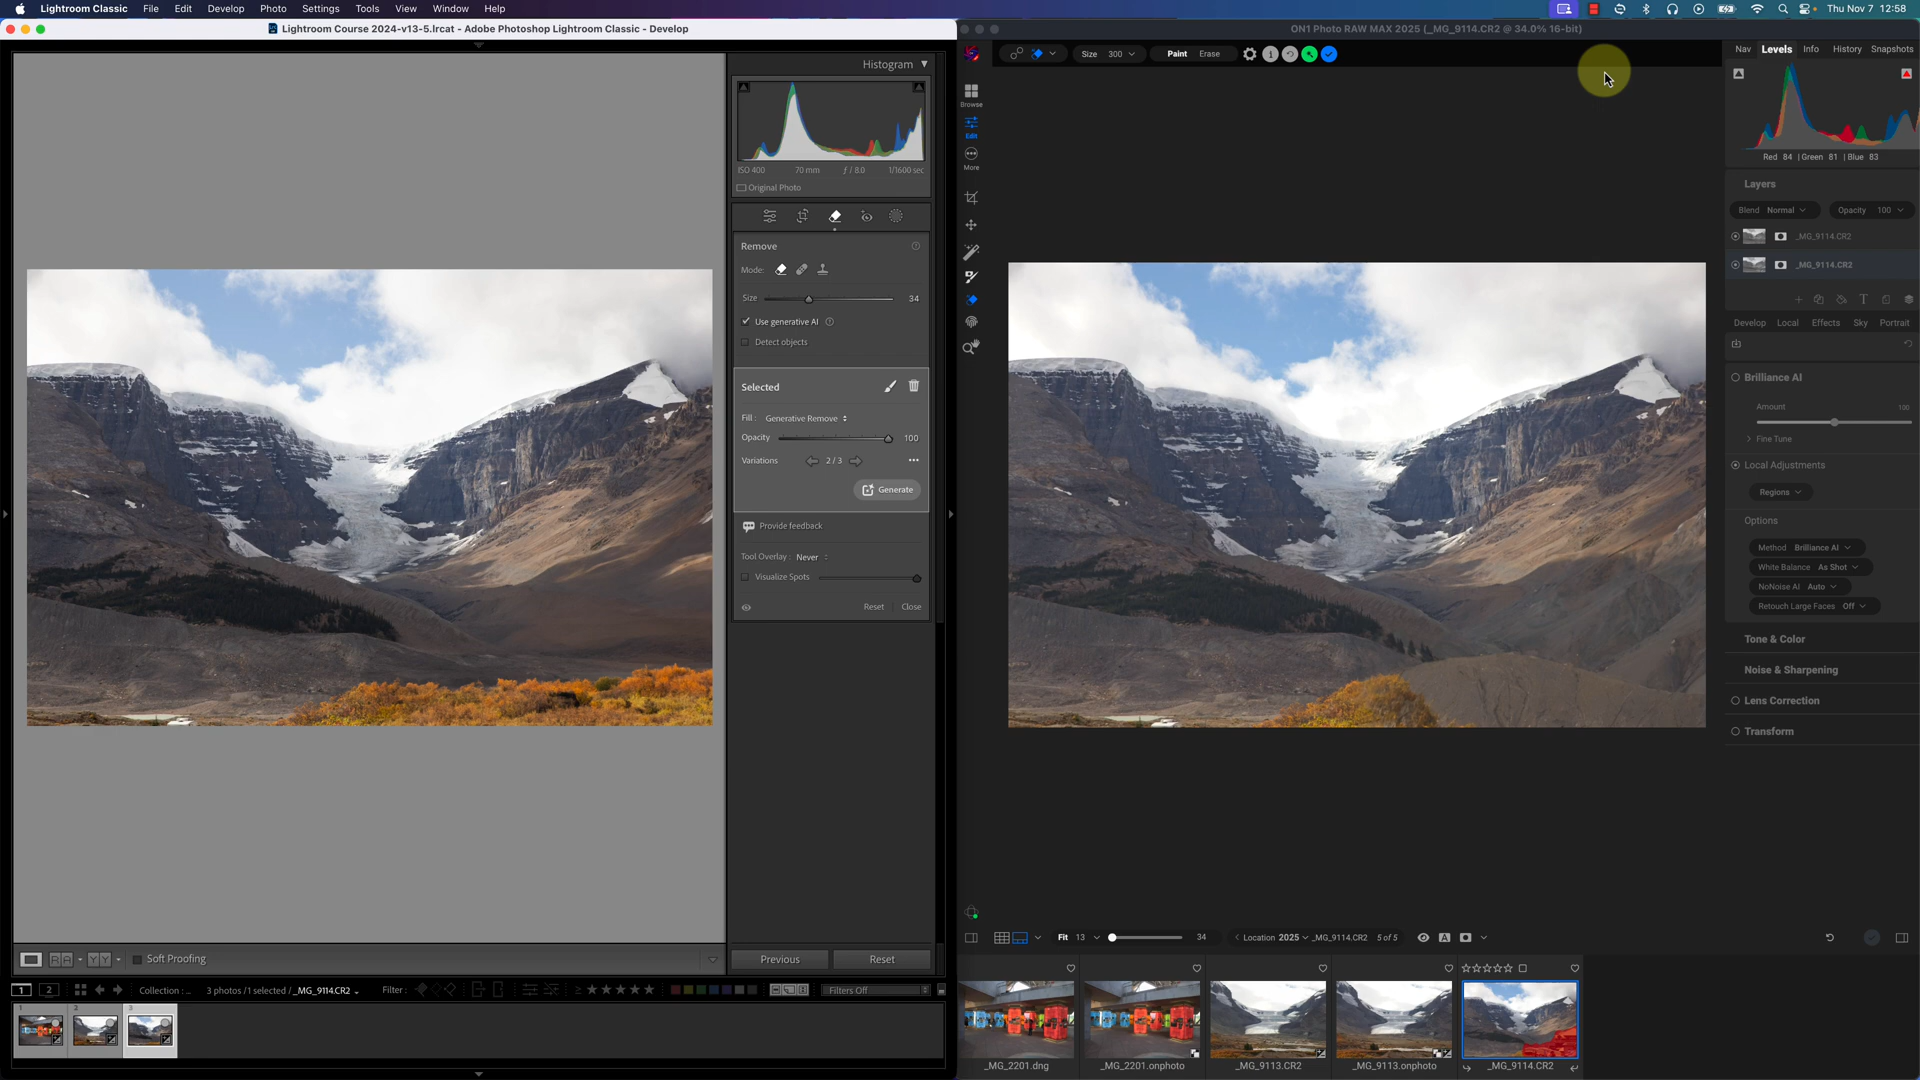 Lightroom Classic File Edit Develop Photo Settings Tools View Window Help
Thu Nov 7 12:58
Lightroom Course 2024-v13-5.lrcat - Adobe Photoshop Lightroom Classic - Develop
Histogram
ISO 400 70 mm ƒ / 8.0 1/1600 sec
Original Photo
Remove
Mode:
Size 34
Use generative AI
Detect objects
Selected
Fill: Generative Remove
Opacity 100
Variations 2 / 3
Generate
Provide feedback
Tool Overlay: Never
Visualize Spots
Reset Close
Soft Proofing
Previous Reset
1 2 Collection : ... 3 photos / 1 selected / _MG_9114.CR2 Filter : Filters Off
1 2 3
ON1 Photo RAW MAX 2025 (_MG_9114.CR2 @ 34.0% 16-bit)
Size 300 Paint Erase
Nav Levels Info History Snapshots
Browse
Edit
More
Red 84 | Green 81 | Blue 83
Layers
Blend Normal Opacity 100
_MG_9114.CR2
_MG_9114.CR2
Develop Local Effects Sky Portrait
Brilliance AI
Amount 100
Fine Tune
Local Adjustments
Regions
Options
Method Brilliance AI
White Balance As Shot
NoNoise AI Auto
Retouch Large Faces Off
Tone & Color
Noise & Sharpening
Lens Correction
Transform
Fit 13 34 Location 2025 _MG_9114.CR2 5 of 5
_MG_2201.dng _MG_2201.onphoto _MG_9113.CR2 _MG_9113.onphoto _MG_9114.CR2